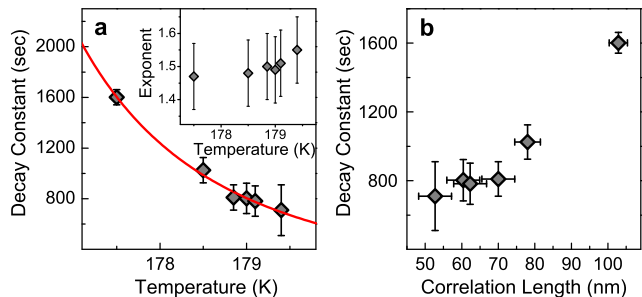 a
Decay Constant (sec)
2000
1600
1200
800
178
179
Temperature (K)
Exponent
1.6
1.5
1.4
178
179
Temperature (K)
b
Decay Constant (sec)
1600
1200
800
400
50 60 70 80 90 100
Correlation Length (nm)